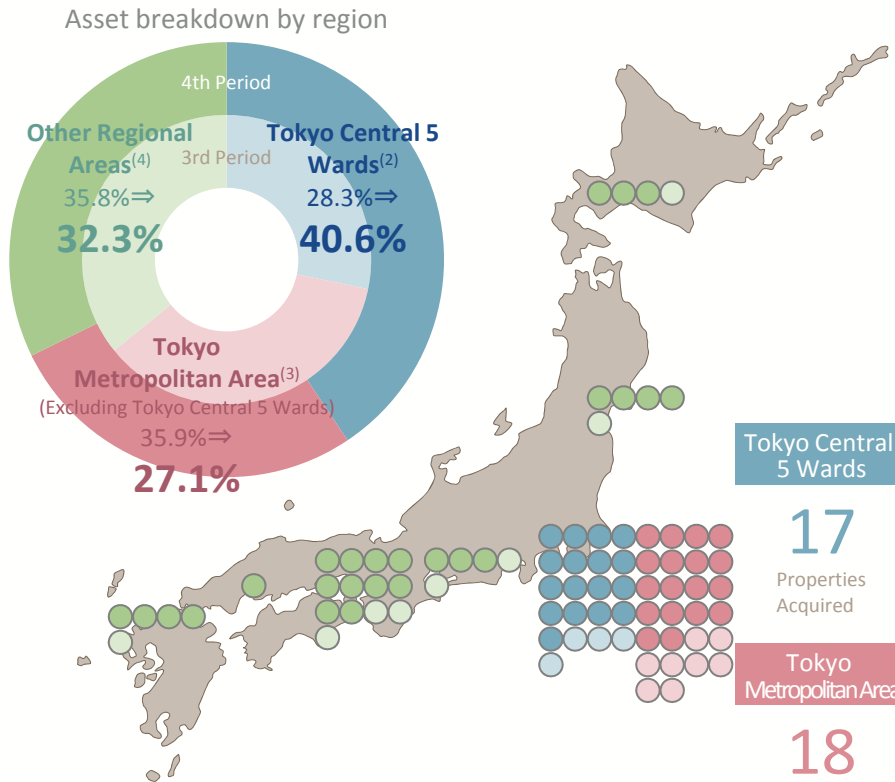 Asset breakdown by region
4th Period
3rd Period
Other Regional
Areas(4)
35.8%⇒
32.3%
Tokyo Central 5
Wards(2)
28.3%⇒
40.6%
Tokyo
Metropolitan Area(3)
(Excluding Tokyo Central 5 Wards)
35.9%⇒
27.1%
Tokyo Central
5 Wards
17
Properties
Acquired
Tokyo
Metropolitan Area
18